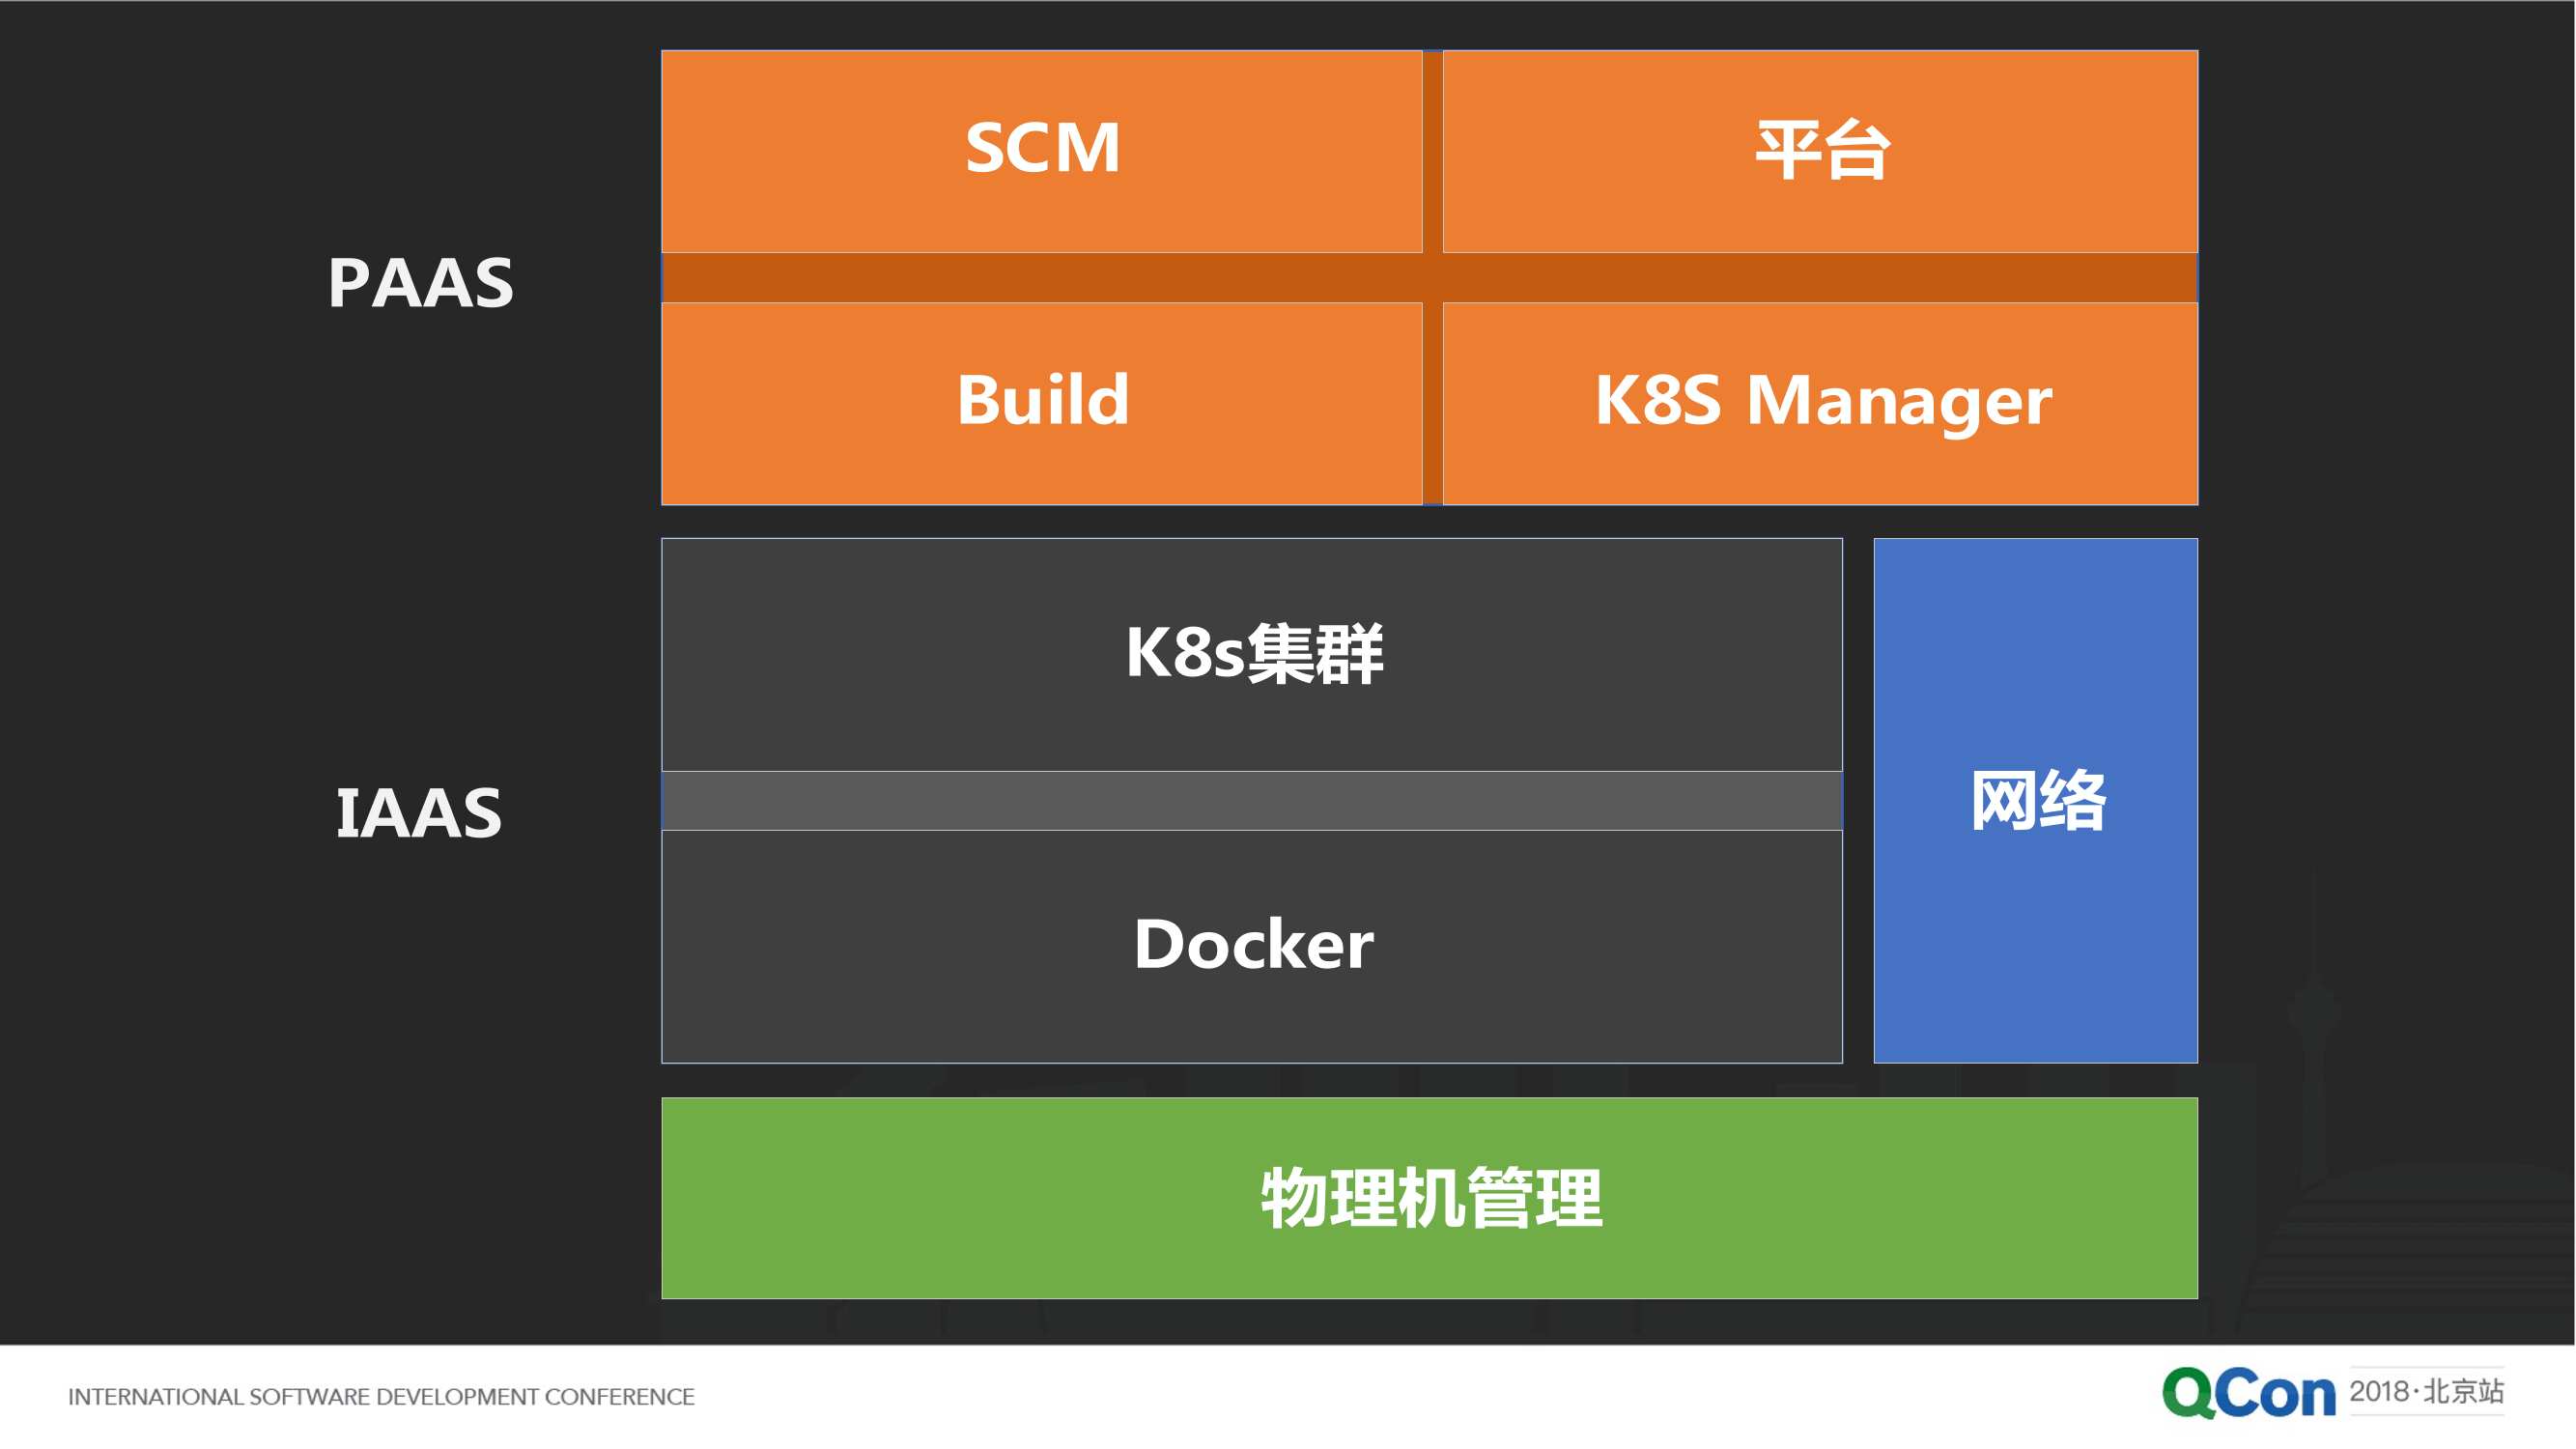 SCM
平台
PAAS
Build
K8S Manager
K8s集群
网络
IAAS
Docker
物理机管理
INTERNATIONAL SOFTWARE DEVELOPMENT CONFERENCE
QCon 2018·北京站